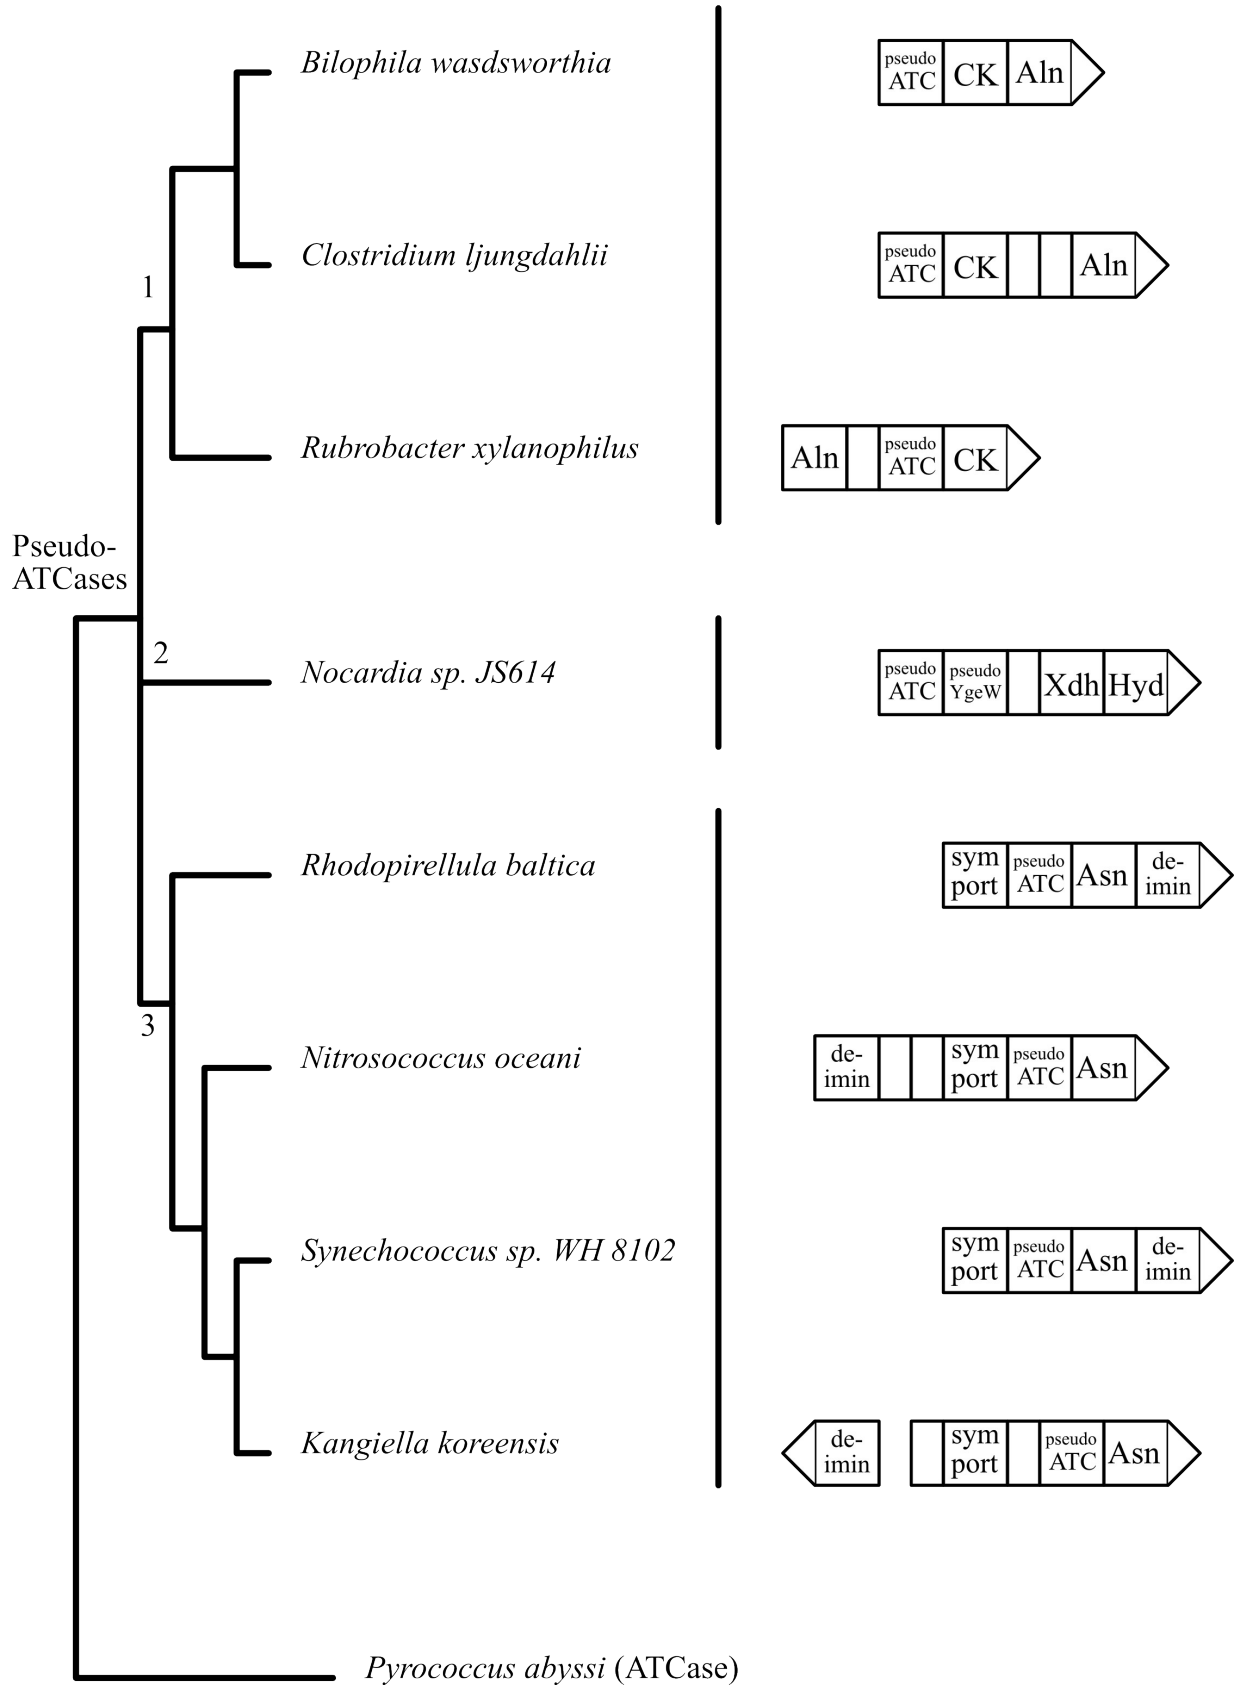 Bilophila wasdsworthia
pseudo
ATC CK Aln
Clostridium ljungdahlii
pseudo
ATC CK Aln
1
Rubrobacter xylanophilus
Aln pseudo
ATC CK
Pseudo-
ATCases
2
Nocardia sp. JS614
pseudo pseudo
ATC YgeW Xdh Hyd
Rhodopirellula baltica
sym pseudo Asn de-
port ATC imin
3
Nitrosococcus oceani
de- sym pseudo Asn
imin port ATC
Synechococcus sp. WH 8102
sym pseudo Asn de-
port ATC imin
Kangiella koreensis
de- sym pseudo Asn
imin port ATC
Pyrococcus abyssi (ATCase)